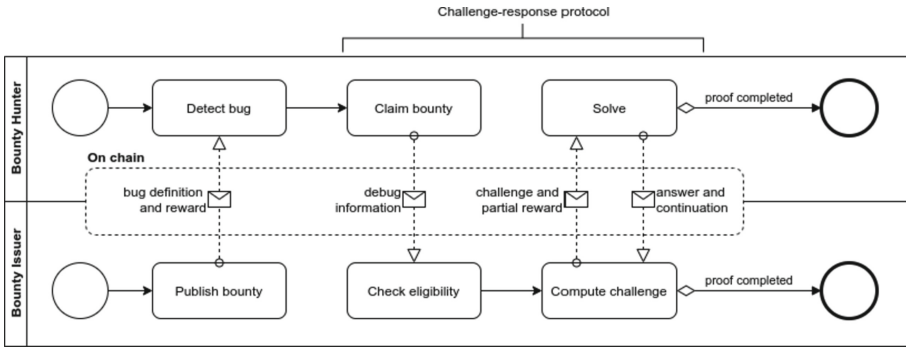 Challenge-response protocol
Bounty Hunter
Detect bug
Claim bounty
Solve
proof completed
On chain
bug definition
and reward
debug
information
challenge and
partial reward
answer and
continuation
Bounty Issuer
Publish bounty
Check eligibility
Compute challenge
proof completed